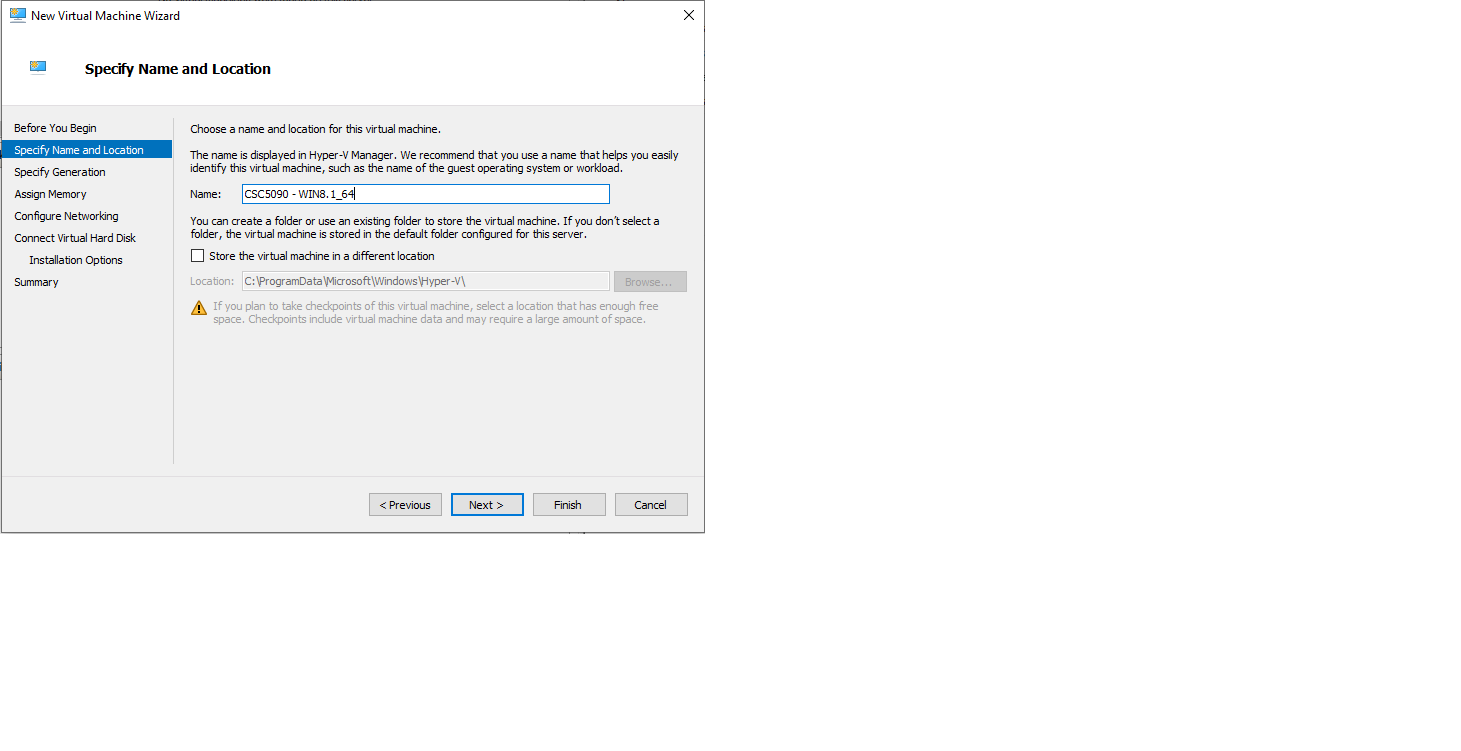 New Virtual Machine Wizard
Specify Name and Location
Before You Begin
Specify Name and Location
Specify Generation
Assign Memory
Configure Networking
Connect Virtual Hard Disk
Installation Options
Summary
Choose a name and location for this virtual machine.
The name is displayed in Hyper-V Manager. We recommend that you use a name that helps you easily
identify this virtual machine, such as the name of the guest operating system or workload.
Name: CSC5090 - WIN8.1_64
You can create a folder or use an existing folder to store the virtual machine. If you don't select a
folder, the virtual machine is stored in the default folder configured for this server.
Store the virtual machine in a different location
Location: C:\ProgramData\Microsoft\Windows\Hyper-V\ Browse...
If you plan to take checkpoints of this virtual machine, select a location that has enough free
space. Checkpoints include virtual machine data and may require a large amount of space.
< Previous Next > Finish Cancel